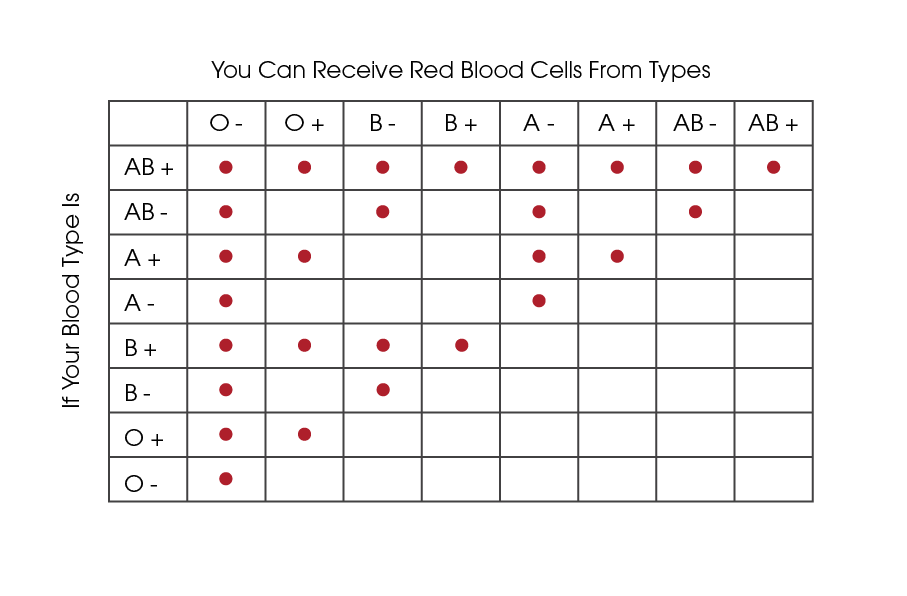 You Can Receive Red Blood Cells From Types
O - O + B - B + A - A + AB - AB +
If Your Blood Type Is
AB +
AB -
A +
A -
B +
B -
O +
O -